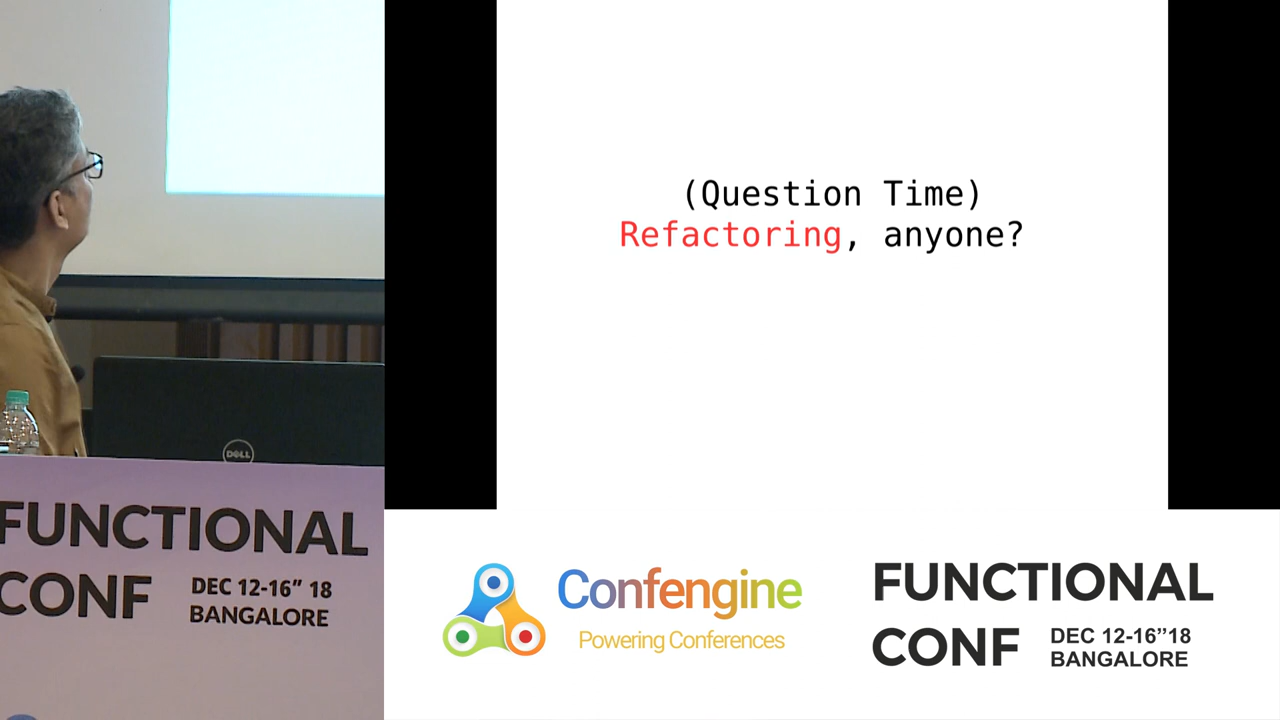 (Question Time)
Refactoring, anyone?
DELL
FUNCTIONAL
CONF
DEC 12-16” 18
BANGALORE
Confengine
Powering Conferences
FUNCTIONAL
CONF
DEC 12-16”18
BANGALORE